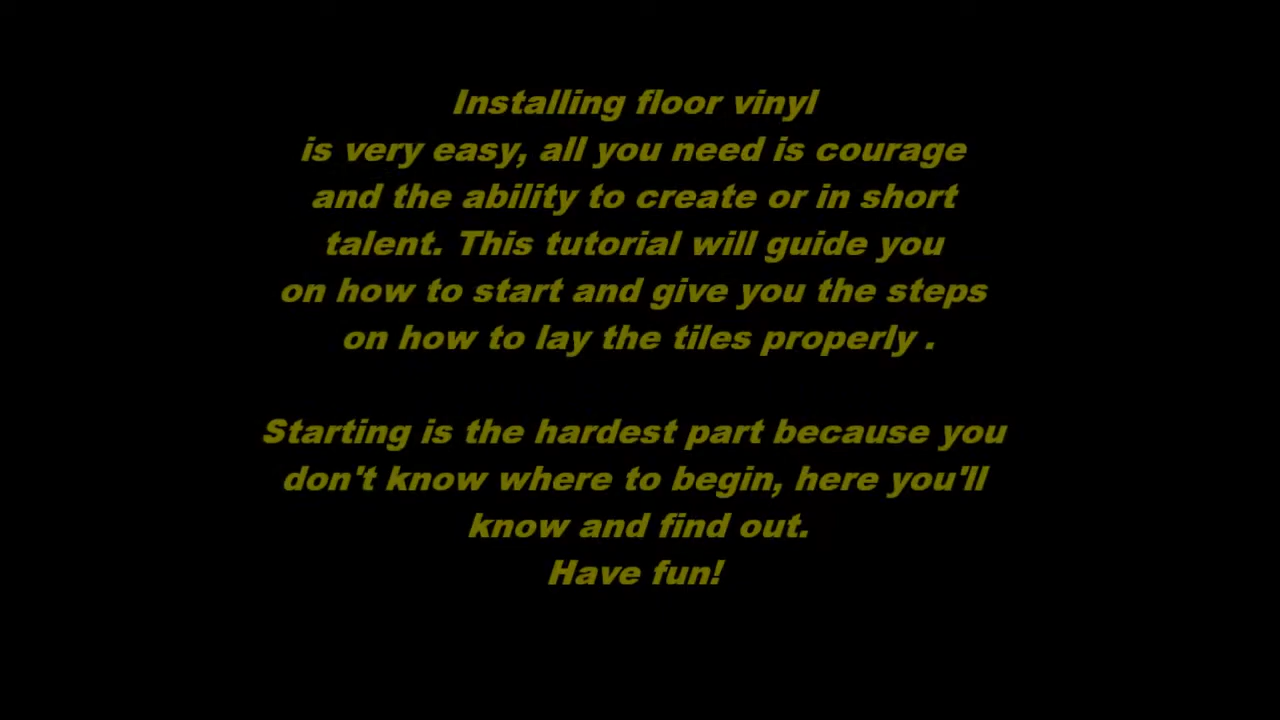 Installing floor vinyl
is very easy, all you need is courage
and the ability to create or in short
talent. This tutorial will guide you
on how to start and give you the steps
on how to lay the tiles properly .
Starting is the hardest part because you
don't know where to begin, here you'll
know and find out.
Have fun!